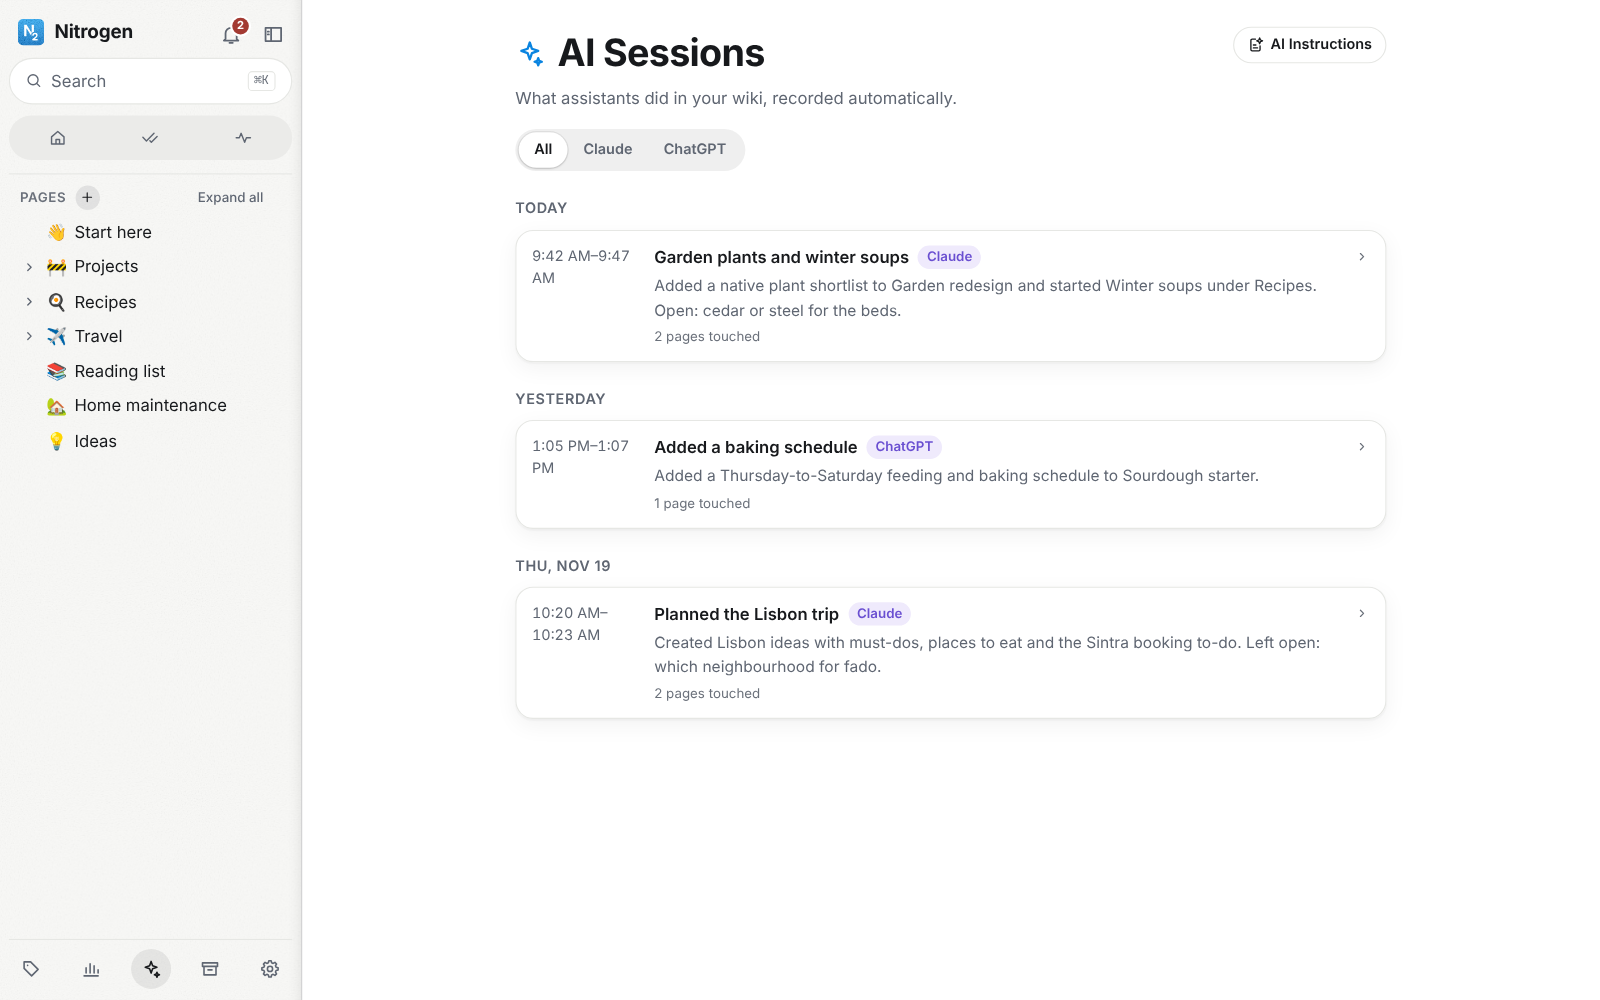 Nitrogen
2
Search
⌘K
PAGES
Expand all
Start here
Projects
Recipes
Travel
Reading list
Home maintenance
Ideas
AI Sessions
AI Instructions
What assistants did in your wiki, recorded automatically.
All
Claude
ChatGPT
TODAY
9:42 AM–9:47
AM
Garden plants and winter soups
Claude
Added a native plant shortlist to Garden redesign and started Winter soups under Recipes.
Open: cedar or steel for the beds.
2 pages touched
YESTERDAY
1:05 PM–1:07
PM
Added a baking schedule
ChatGPT
Added a Thursday-to-Saturday feeding and baking schedule to Sourdough starter.
1 page touched
THU, NOV 19
10:20 AM–
10:23 AM
Planned the Lisbon trip
Claude
Created Lisbon ideas with must-dos, places to eat and the Sintra booking to-do. Left open:
which neighbourhood for fado.
2 pages touched